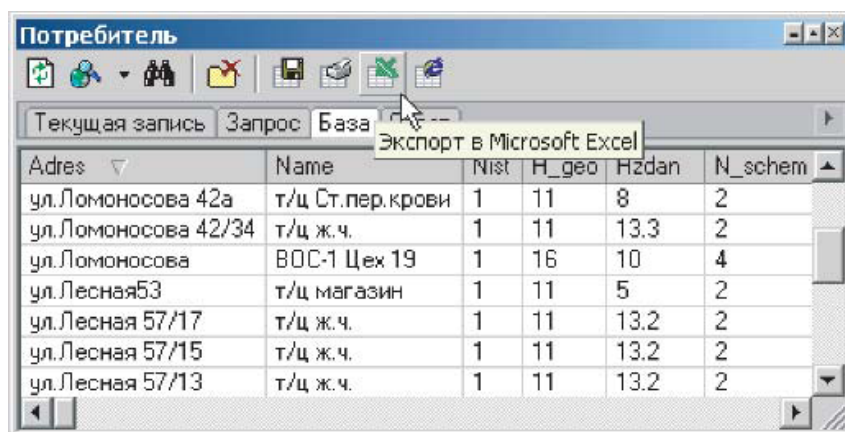 Потребитель
Текущая запись Запрос База
Экспорт в Microsoft Excel
Adres Name Nist H_geo Hzdan N_schem
ул.Ломоносова 42а т/ц Ст.пер.крови 1 11 8 2
ул.Ломоносова 42/34 т/ц ж.ч. 1 11 13.3 2
ул.Ломоносова ВОС-1 Цех 19 1 16 10 4
ул.Лесная53 т/ц магазин 1 11 5 2
ул.Лесная 57/17 т/ц ж.ч. 1 11 13.2 2
ул.Лесная 57/15 т/ц ж.ч. 1 11 13.2 2
ул.Лесная 57/13 т/ц ж.ч. 1 11 13.2 2